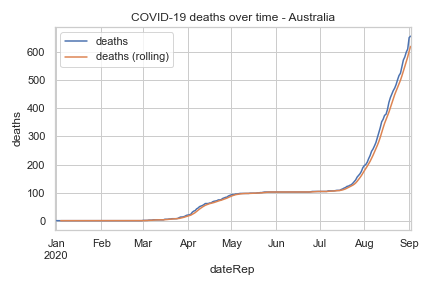 COVID-19 deaths over time - Australia
deaths
deaths (rolling)
600
500
400
300
200
100
0
deaths
Jan Feb Mar Apr May Jun Jul Aug Sep
2020
dateRep